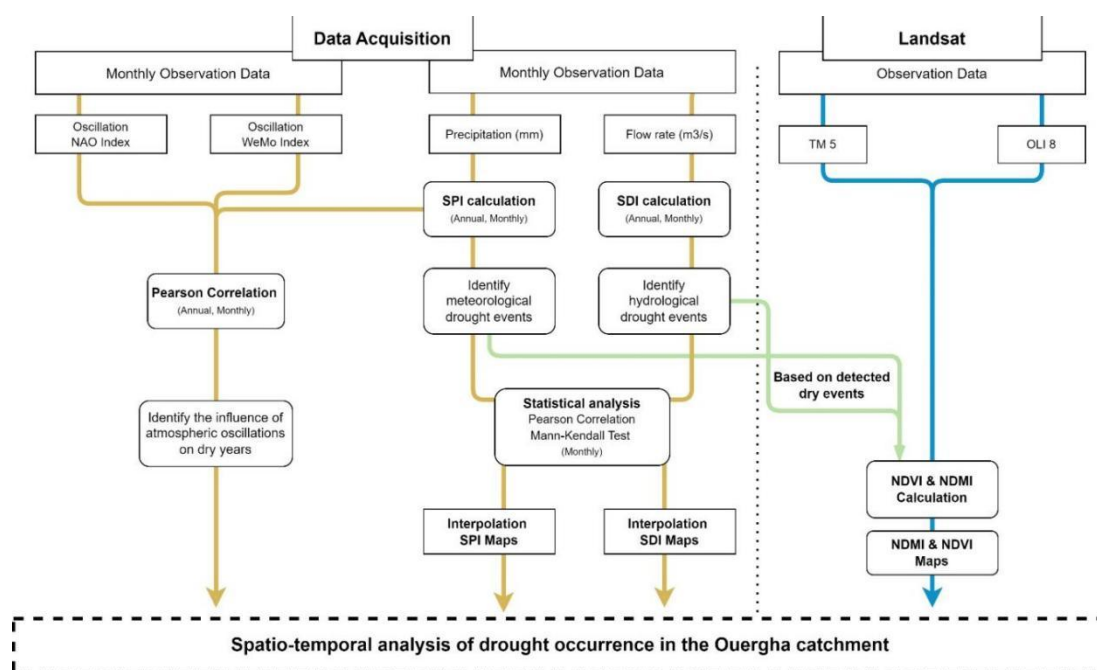 Data Acquisition
Landsat
Monthly Observation Data
Monthly Observation Data
Observation Data
Oscillation
NAO Index
Oscillation
WeMo Index
Precipitation (mm)
Flow rate (m3/s)
TM 5
OLI 8
SPI calculation
(Annual, Monthly)
SDI calculation
(Annual, Monthly)
Pearson Correlation
(Annual, Monthly)
Identify
meteorological
drought events
Identify
hydrological
drought events
Based on detected
dry events
Identify the influence of
atmospheric oscillations
on dry years
Statistical analysis
Pearson Correlation
Mann-Kendall Test
(Monthly)
NDVI & NDMI
Calculation
Interpolation
SPI Maps
Interpolation
SDI Maps
NDMI & NDVI
Maps
Spatio-temporal analysis of drought occurrence in the Ouergha catchment